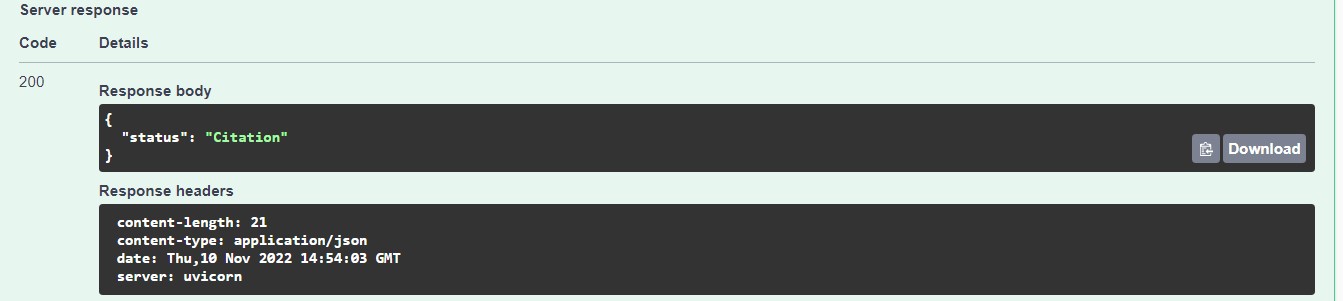 Server response
Code Details
200
Response body
{
"status": "Citation"
}
Download
Response headers
content-length: 21
content-type: application/json
date: Thu,10 Nov 2022 14:54:03 GMT
server: uvicorn